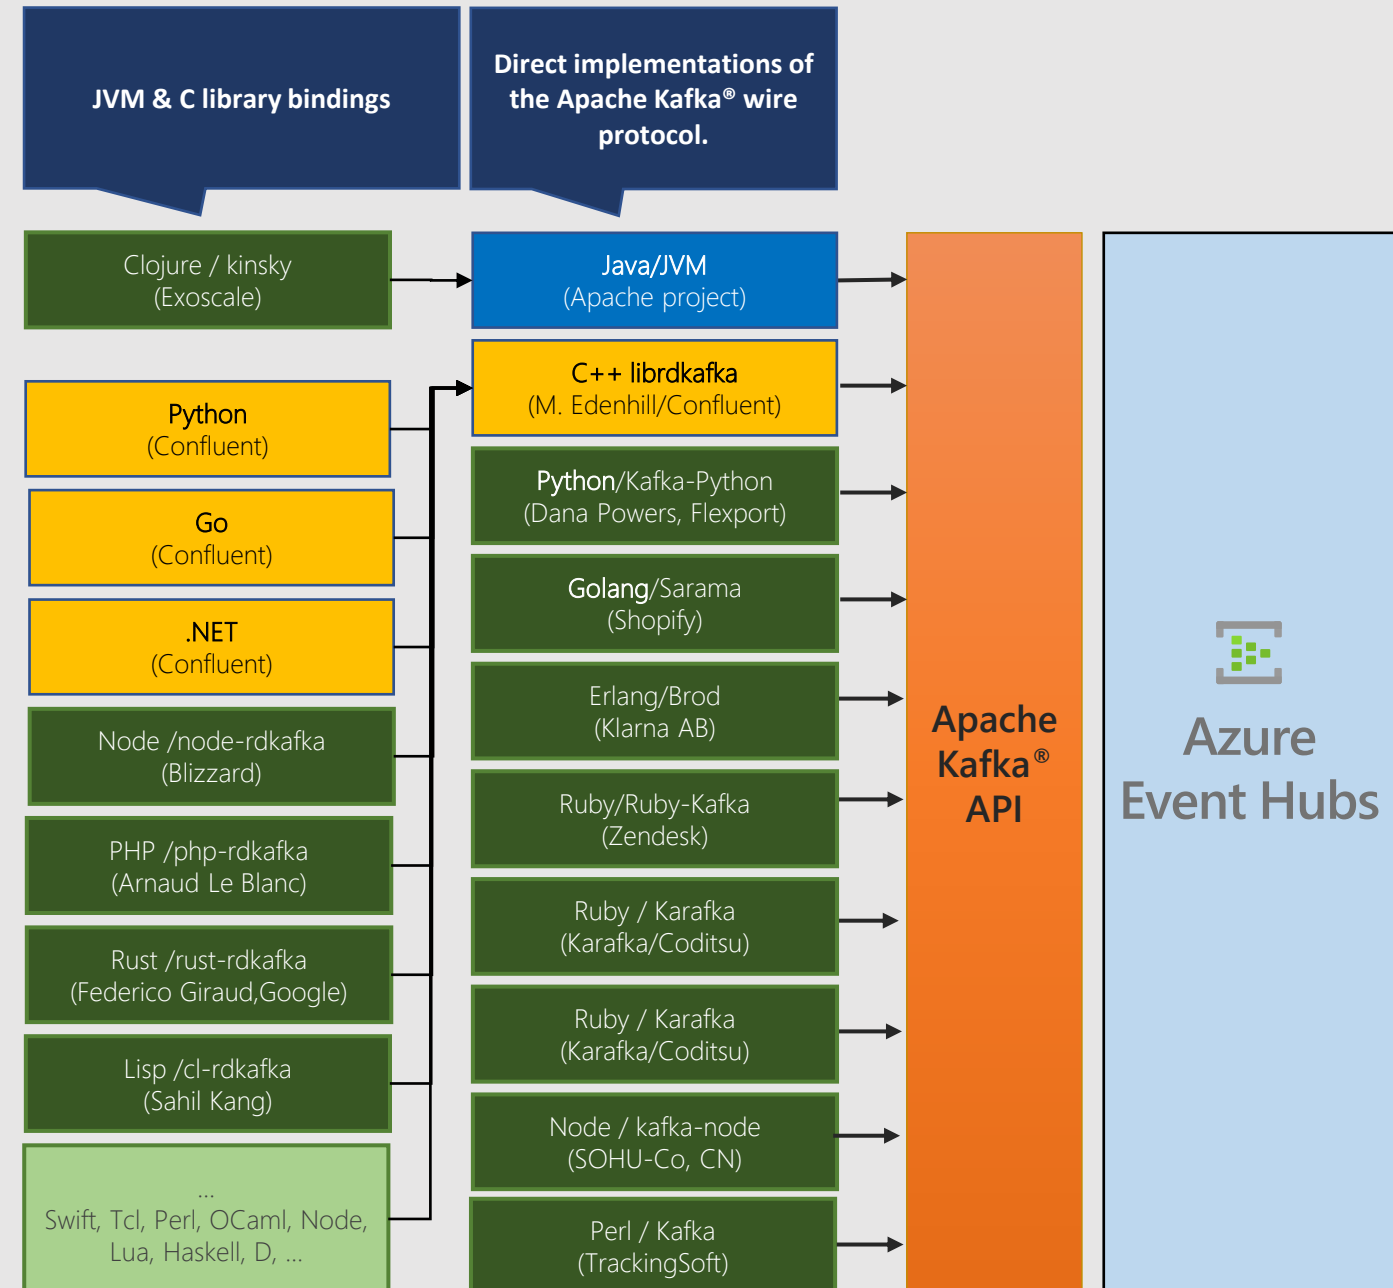 JVM & C library bindings
Direct implementations of
the Apache Kafka® wire
protocol.
Clojure / kinsky
(Exoscale)
Python
(Confluent)
Go
(Confluent)
.NET
(Confluent)
Node /node-rdkafka
(Blizzard)
PHP /php-rdkafka
(Arnaud Le Blanc)
Rust /rust-rdkafka
(Federico Giraud,Google)
Lisp /cl-rdkafka
(Sahil Kang)
...
Swift, Tcl, Perl, OCaml, Node,
Lua, Haskell, D, ...
Java/JVM
(Apache project)
C++ librdkafka
(M. Edenhill/Confluent)
Python/Kafka-Python
(Dana Powers, Flexport)
Golang/Sarama
(Shopify)
Erlang/Brod
(Klarna AB)
Ruby/Ruby-Kafka
(Zendesk)
Ruby / Karafka
(Karafka/Coditsu)
Ruby / Karafka
(Karafka/Coditsu)
Node / kafka-node
(SOHU-Co, CN)
Perl / Kafka
(TrackingSoft)
Apache
Kafka®
API
Azure
Event Hubs